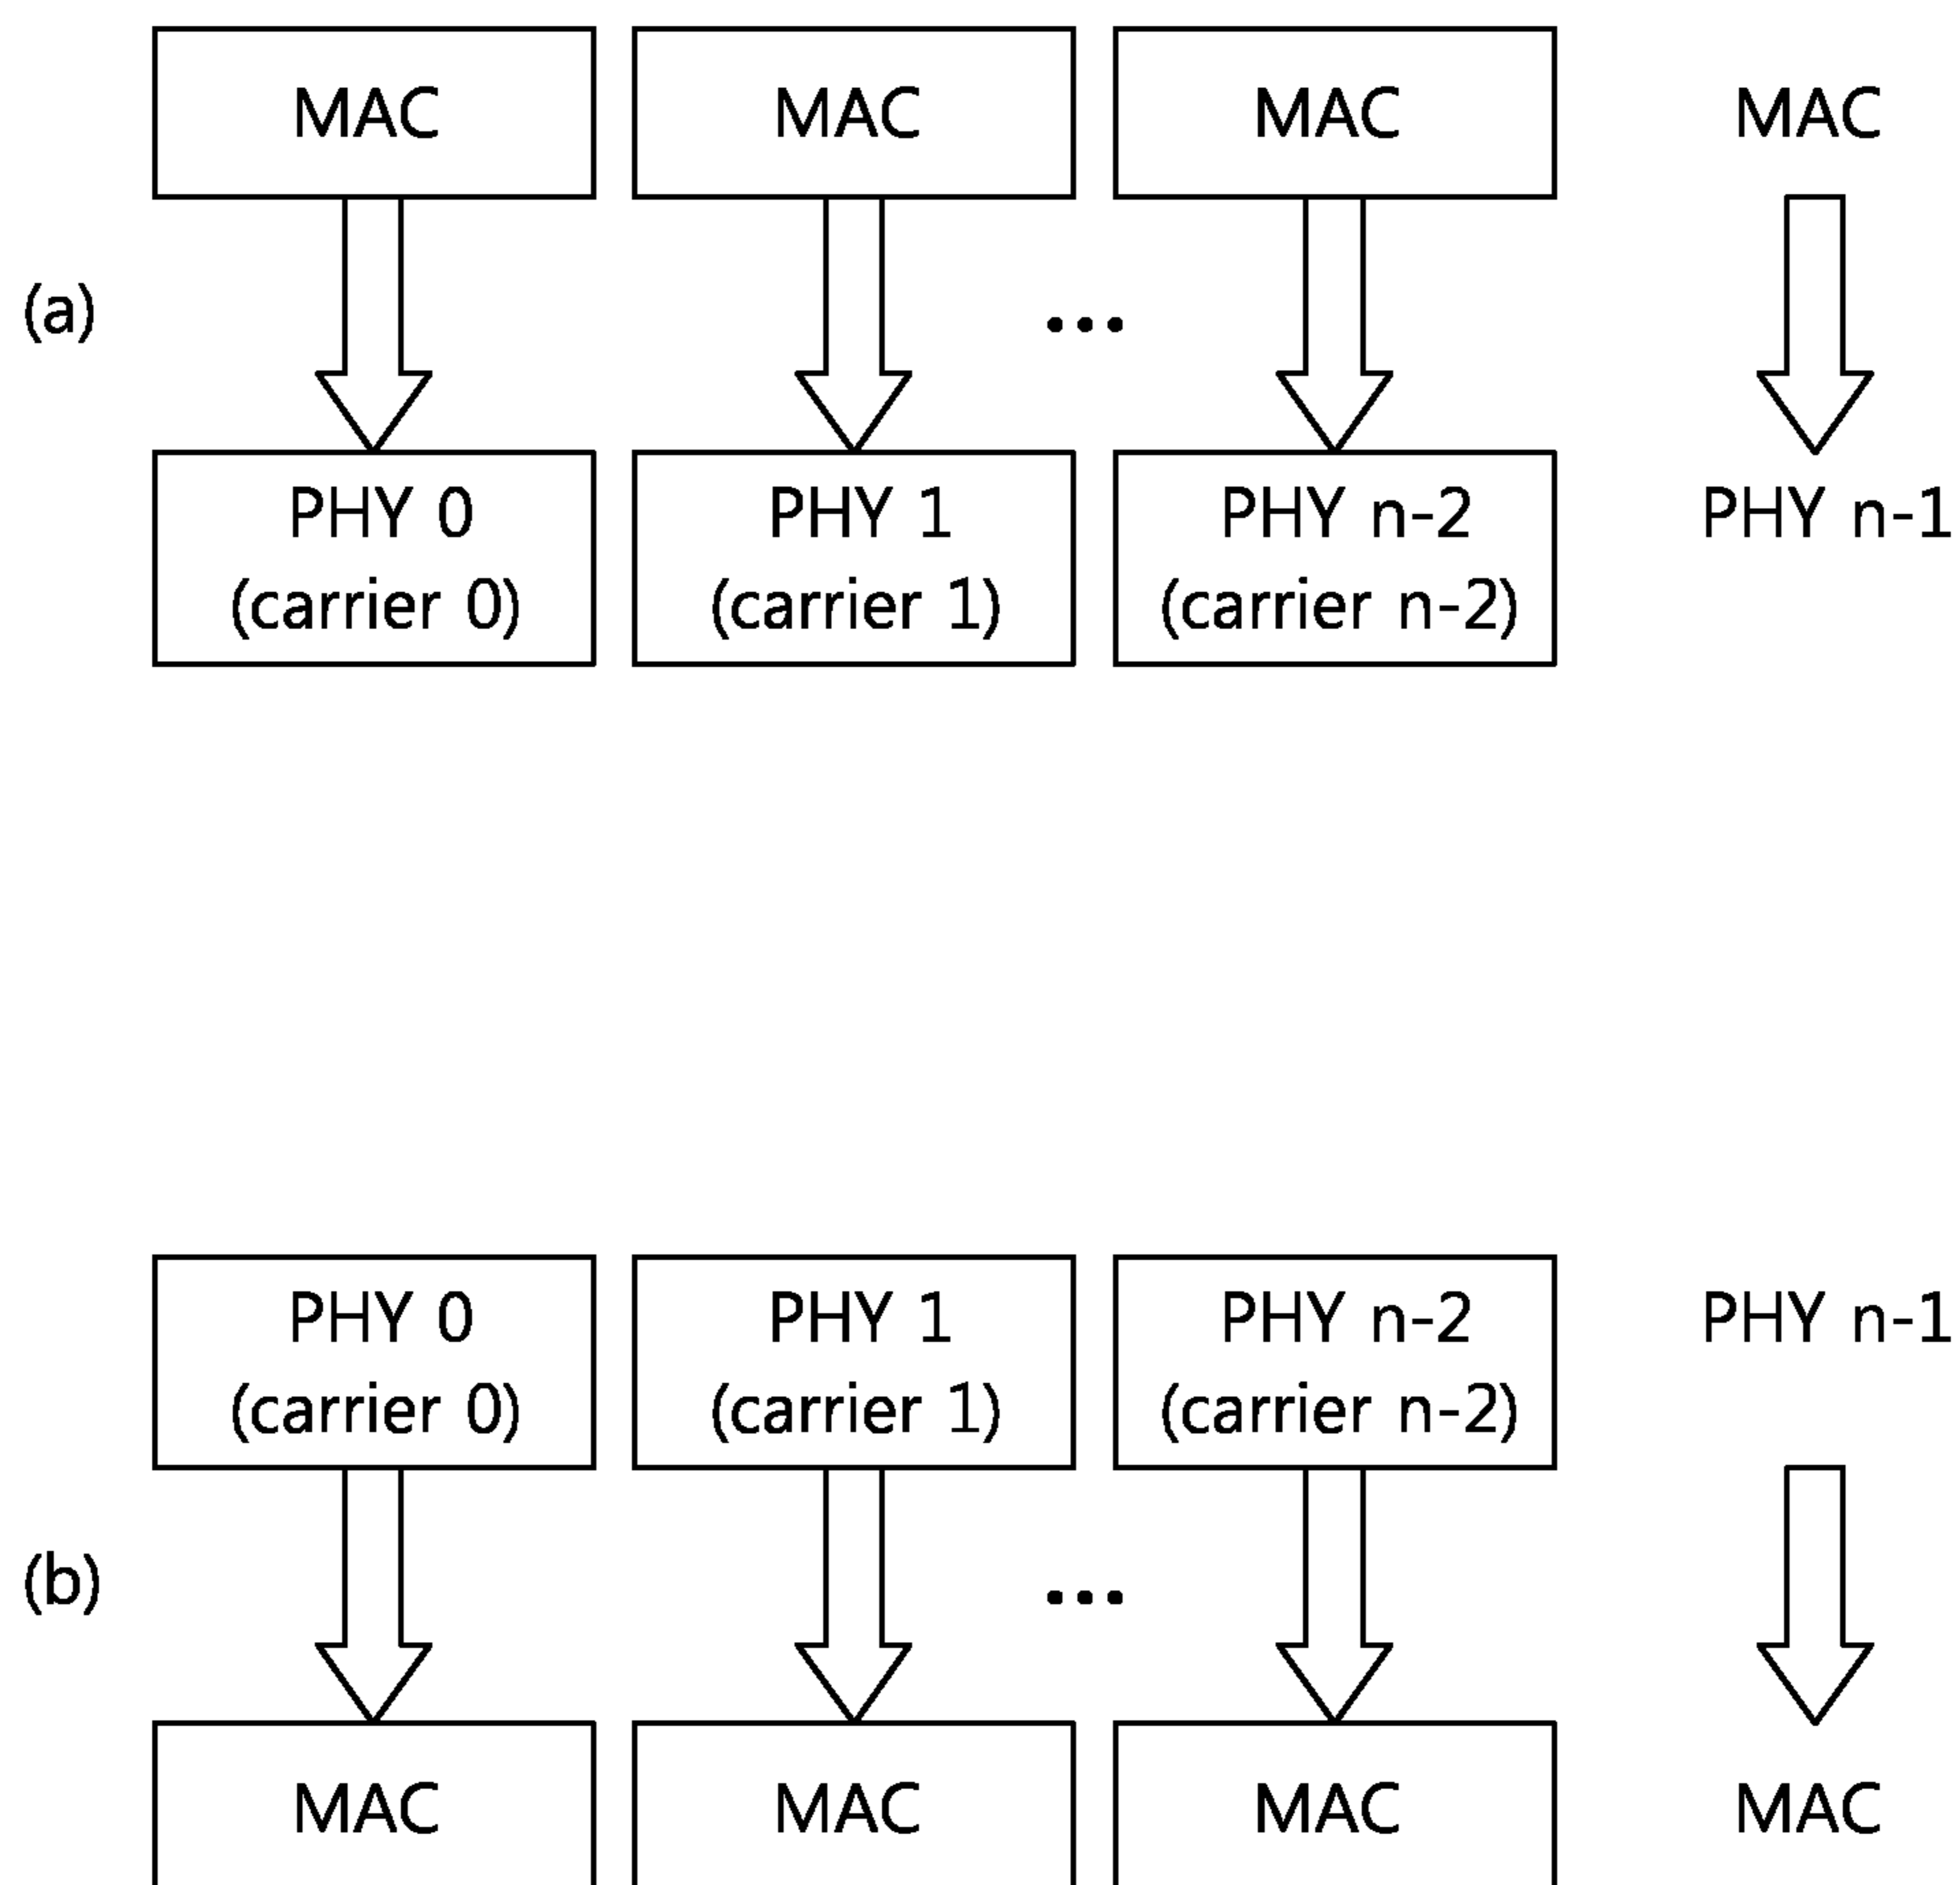 MAC MAC MAC MAC
(a)
...
PHY 0 PHY 1 PHY n-2 PHY n-1
(carrier 0) (carrier 1) (carrier n-2)
PHY 0 PHY 1 PHY n-2 PHY n-1
(carrier 0) (carrier 1) (carrier n-2)
(b)
...
MAC MAC MAC MAC